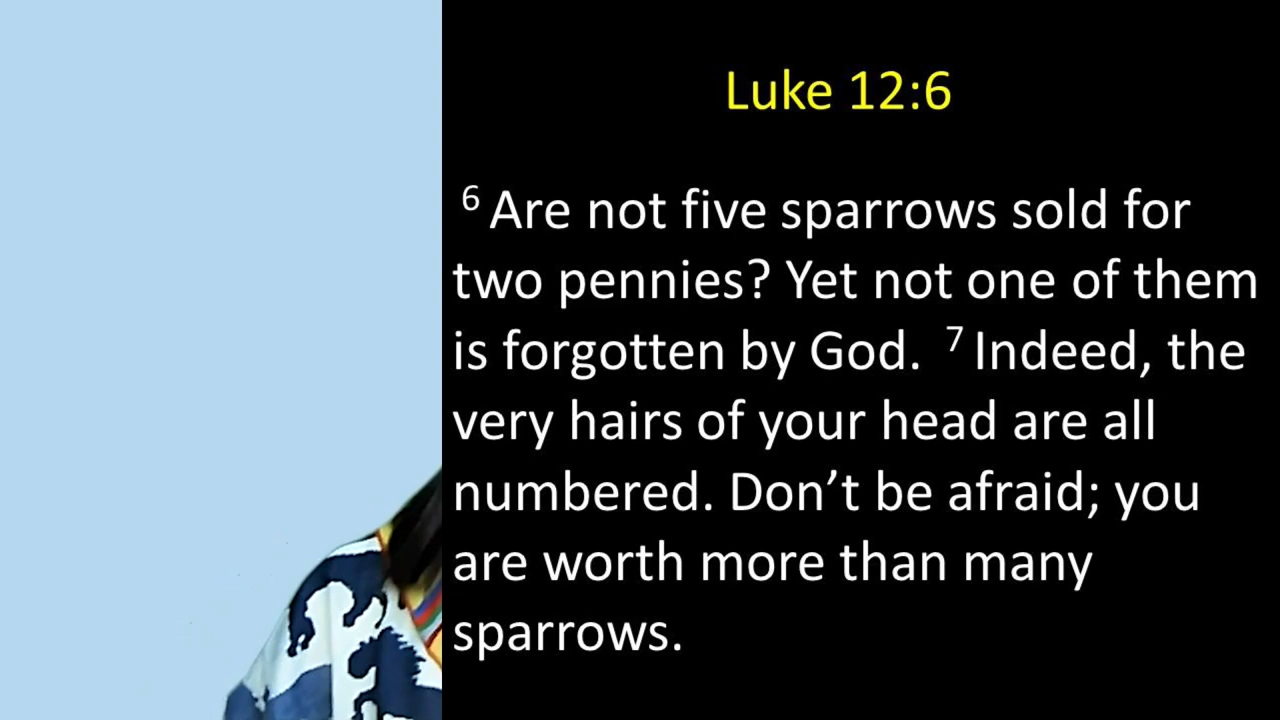 Luke 12:6
⁶ Are not five sparrows sold for
two pennies? Yet not one of them
is forgotten by God. ⁷ Indeed, the
very hairs of your head are all
numbered. Don’t be afraid; you
are worth more than many
sparrows.